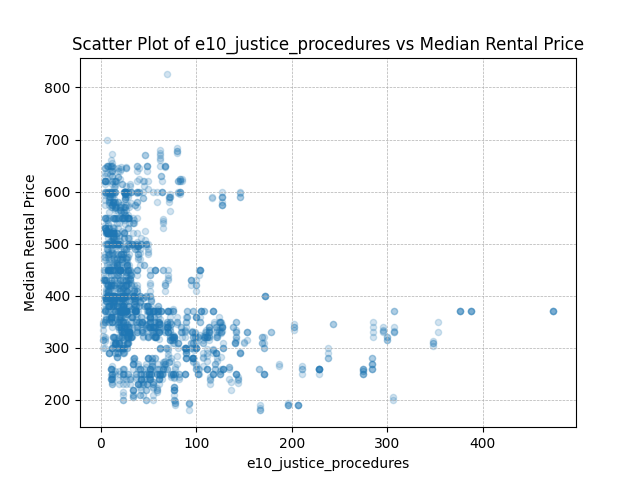 Scatter Plot of e10_justice_procedures vs Median Rental Price
Median Rental Price
800
700
600
500
400
300
200
0 100 200 300 400
e10_justice_procedures